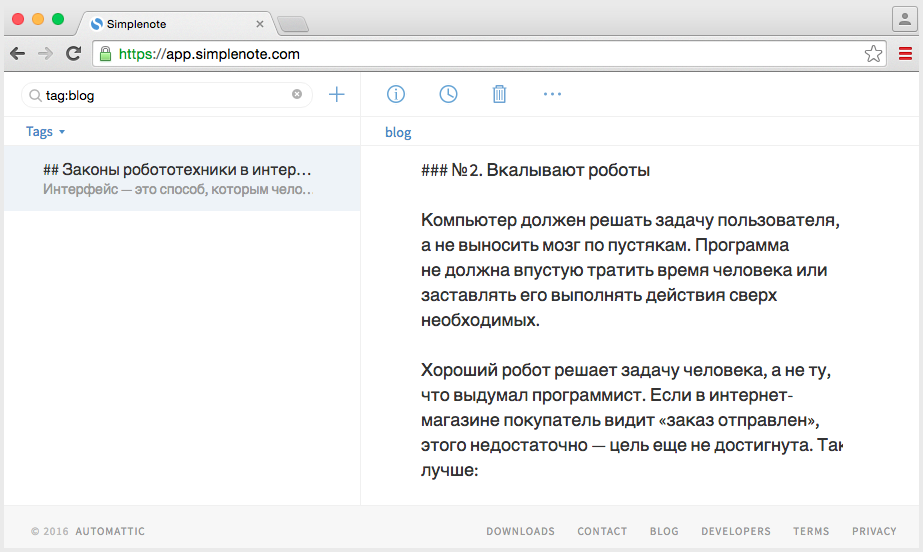 Simplenote
https://app.simplenote.com
tag:blog
Tags
blog
## Законы робототехники в интер...
Интерфейс — это способ, которым чело...
### №2. Вкалывают роботы
Компьютер должен решать задачу пользователя,
а не выносить мозг по пустякам. Программа
не должна впустую тратить время человека или
заставлять его выполнять действия сверх
необходимых.
Хороший робот решает задачу человека, а не ту,
что выдумал программист. Если в интернет-
магазине покупатель видит «заказ отправлен»,
этого недостаточно — цель еще не достигнута. Так
лучше:
© 2016 AUTOMATTIC
DOWNLOADS CONTACT BLOG DEVELOPERS TERMS PRIVACY